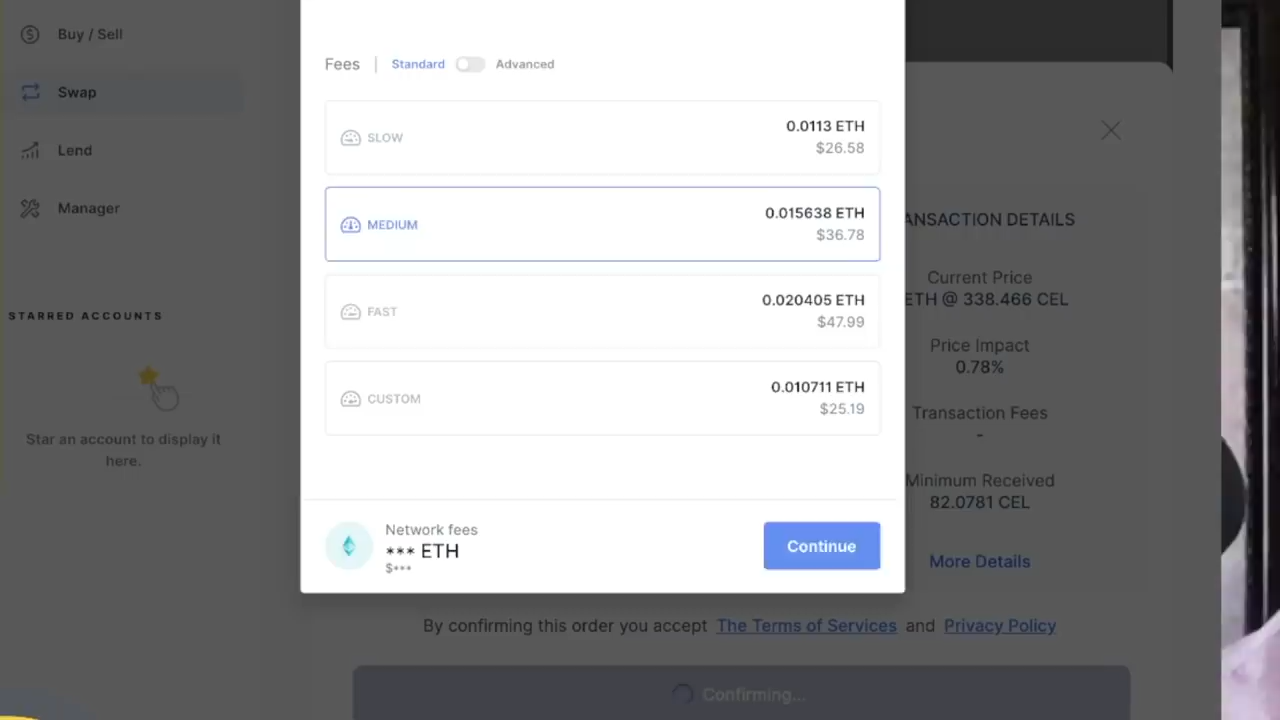 Buy / Sell
Swap
Lend
Manager
STARRED ACCOUNTS
Star an account to display it
here.
Fees | Standard Advanced
SLOW
0.0113 ETH
$26.58
MEDIUM
0.015638 ETH
$36.78
FAST
0.020405 ETH
$47.99
CUSTOM
0.010711 ETH
$25.19
Network fees
*** ETH
$***
Continue
ANSACTION DETAILS
Current Price
ETH @ 338.466 CEL
Price Impact
0.78%
Transaction Fees
-
Minimum Received
82.0781 CEL
More Details
By confirming this order you accept The Terms of Services and Privacy Policy
Confirming...